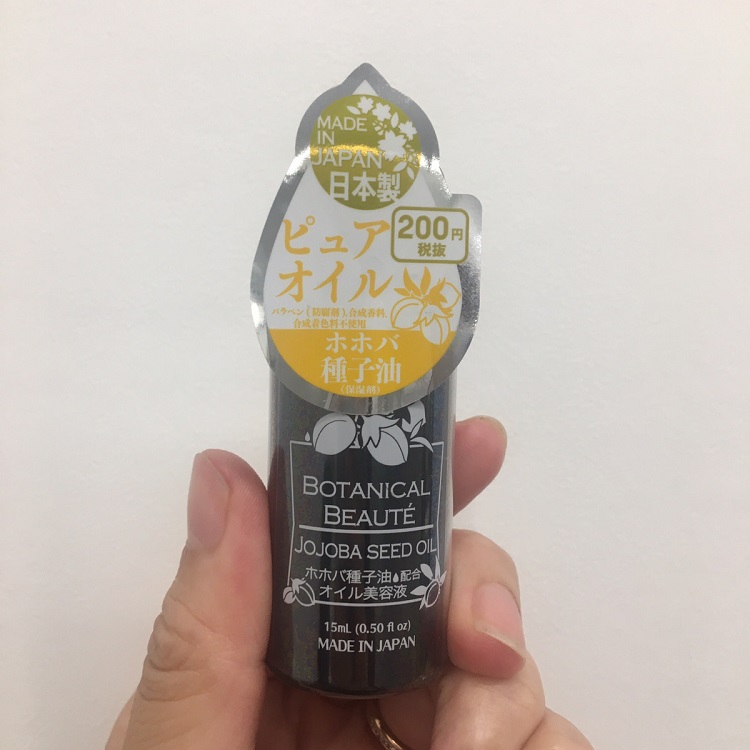 MADE
IN
JAPAN
日本製
ピュア
オイル
200円
税抜
パラベン(防腐剤)、合成香料、
合成着色料不使用
ホホバ
種子油
(保湿剤)
BOTANICAL
BEAUTÉ
JOJOBA SEED OIL
ホホバ種子油配合
オイル美容液
15mL (0.50 fl oz)
MADE IN JAPAN